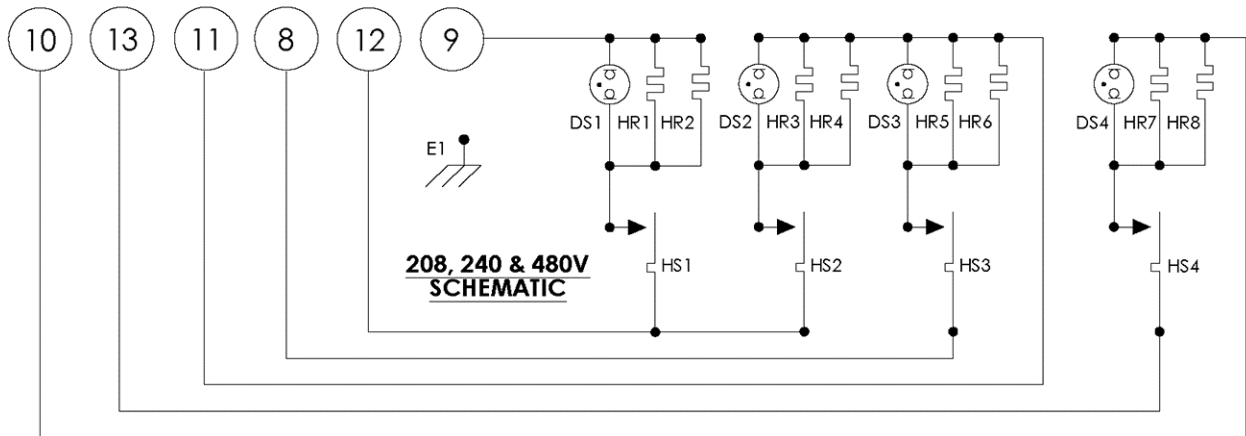 10 13 11 8 12 9
DS1 HR1 HR2 DS2 HR3 HR4 DS3 HR5 HR6 DS4 HR7 HR8
E1
208, 240 & 480V
SCHEMATIC
HS1 HS2 HS3 HS4